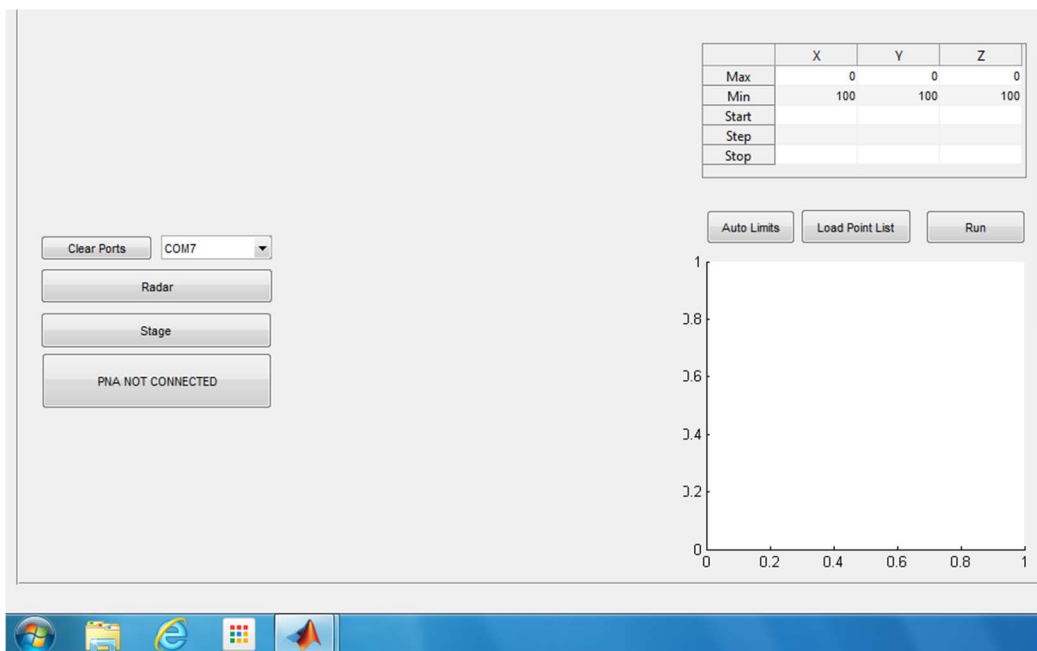 X Y Z
Max 0 0 0
Min 100 100 100
Start
Step
Stop
Auto Limits Load Point List Run
Clear Ports COM7
Radar
Stage
PNA NOT CONNECTED
1
0.8
0.6
0.4
0.2
0
0 0.2 0.4 0.6 0.8 1